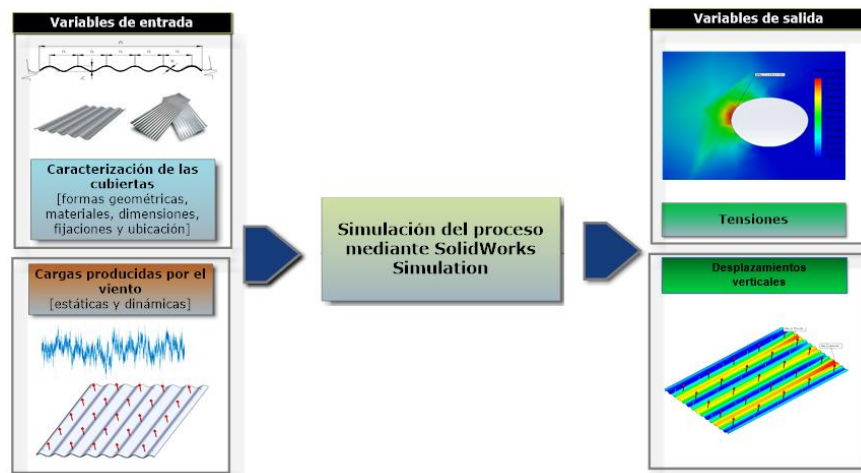 Variables de entrada
Caracterización de las
cubiertas
[formas geométricas,
materiales, dimensiones,
fijaciones y ubicación]
Cargas producidas por el
viento
[estáticas y dinámicas]
Simulación del proceso
mediante SolidWorks
Simulation
Variables de salida
Tensiones
Desplazamientos
verticales